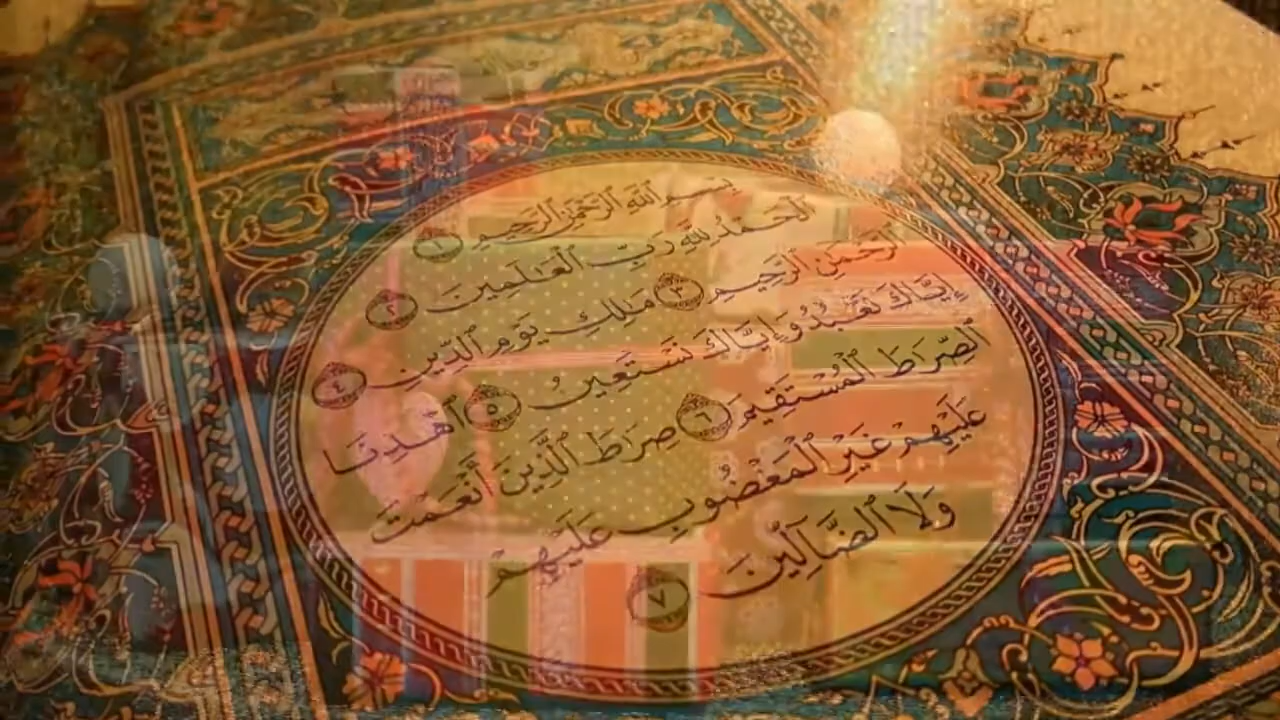 بِسْمِ ٱللَّهِ ٱلرَّحْمَٰنِ ٱلرَّحِيمِ ١
ٱلْحَمْدُ لِلَّهِ رَبِّ ٱلْعَٰلَمِينَ ٢
ٱلرَّحْمَٰنِ ٱلرَّحِيمِ ٣ مَٰلِكِ يَوْمِ ٱلدِّينِ ٤
إِيَّاكَ نَعْبُدُ وَإِيَّاكَ نَسْتَعِينُ ٥ ٱهْدِنَا
ٱلصِّرَٰطَ ٱلْمُسْتَقِيمَ ٦ صِرَٰطَ ٱلَّذِينَ أَنْعَمْتَ
عَلَيْهِمْ غَيْرِ ٱلْمَغْضُوبِ عَلَيْهِمْ
وَلَا ٱلضَّآلِّينَ ٧